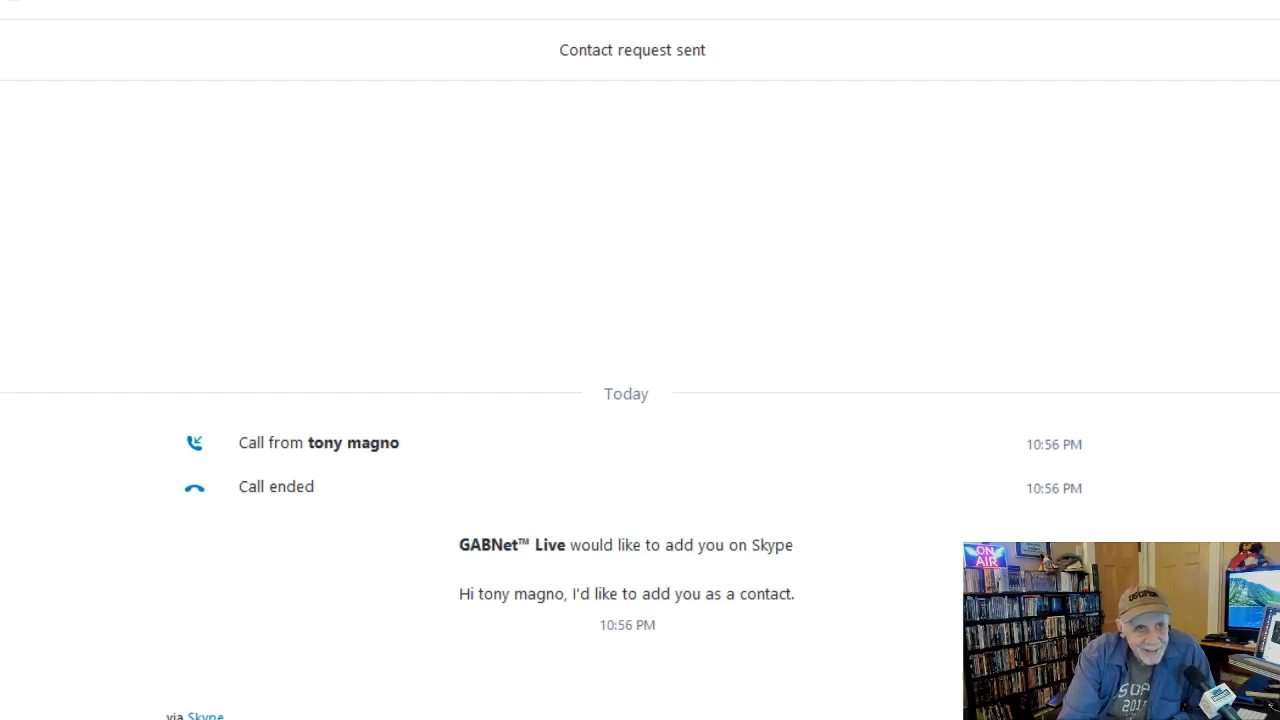 Contact request sent
Today
Call from tony magno 10:56 PM
Call ended 10:56 PM
GABNet™ Live would like to add you on Skype
Hi tony magno, I'd like to add you as a contact.
10:56 PM
via Skype
ON
AIR